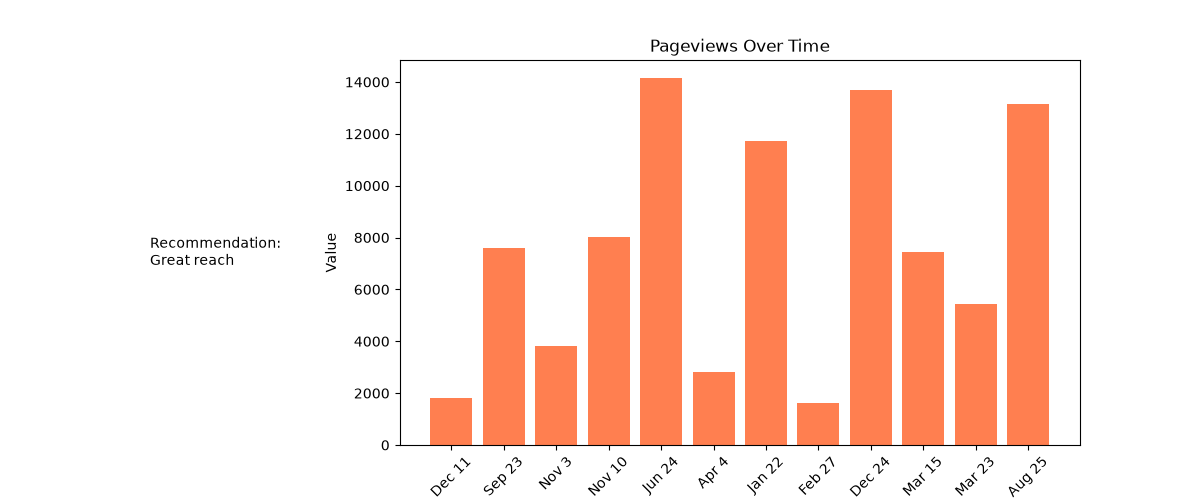 Pageviews Over Time
Recommendation:
Great reach
Value
14000
12000
10000
8000
6000
4000
2000
0
Dec 11
Sep 23
Nov 3
Nov 10
Jun 24
Apr 4
Jan 22
Feb 27
Dec 24
Mar 15
Mar 23
Aug 25